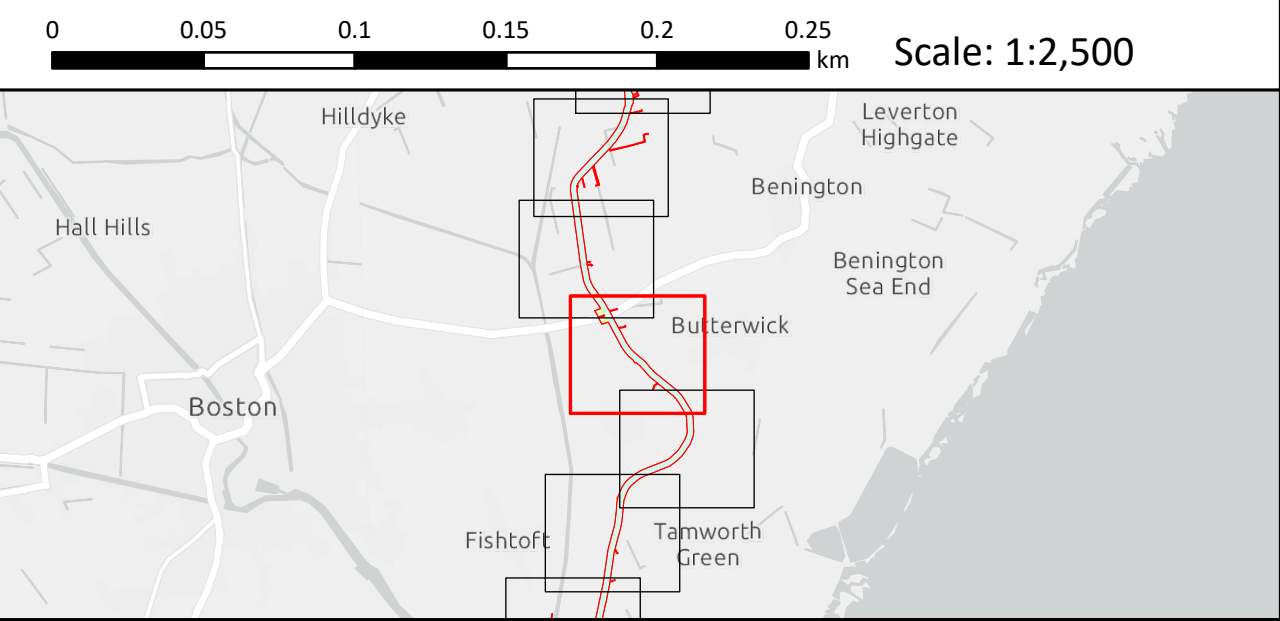 0 0.05 0.1 0.15 0.2 0.25
km
Scale: 1:2,500
Hilldyke
Leverton
Highgate
Benington
Hall Hills
Benington
Sea End
Butterwick
Boston
Fishtoft
Tamworth
Green